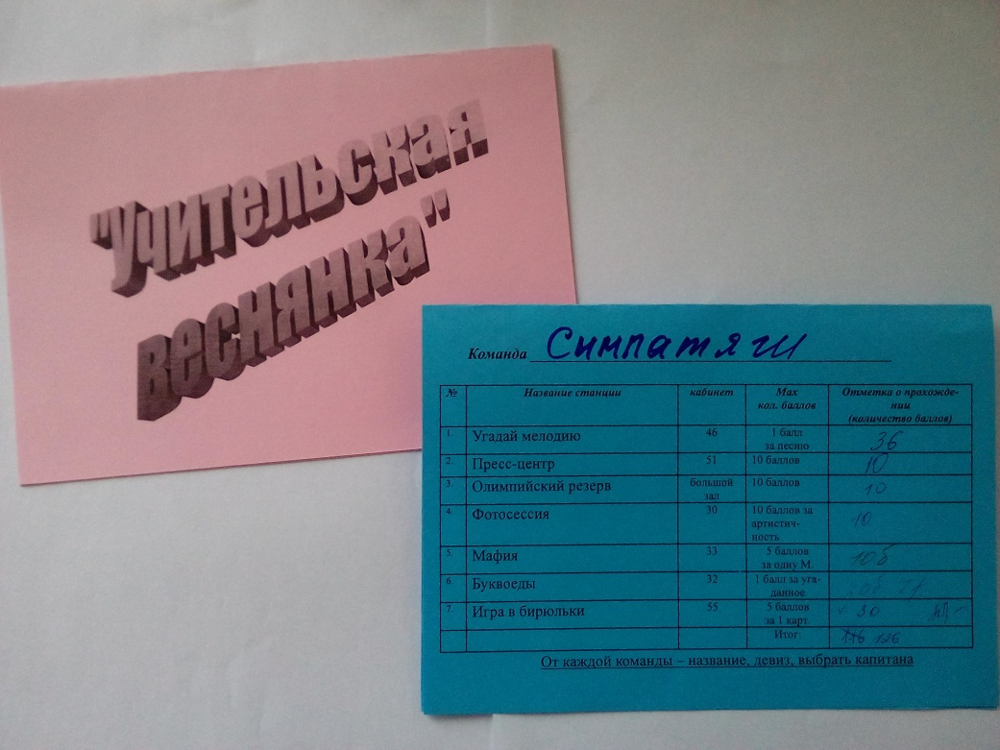 "Учительская
веснянка"
Команда Симпатяги
№ Название станции кабинет Мах кол. баллов Отметка о прохождении (количество баллов)
1. Угадай мелодию 46 1 балл за песню 36
2. Пресс-центр 51 10 баллов 10
3. Олимпийский резерв большой зал 10 баллов 10
4. Фотосессия 30 10 баллов за артистичность 10
5. Мафия 33 5 баллов за одну М. 10б
6. Буквоеды 32 1 балл за угаданное
7. Игра в бирюльки 55 5 баллов за 1 карт. 30
Итог: 116 126
От каждой команды – название, девиз, выбрать капитана